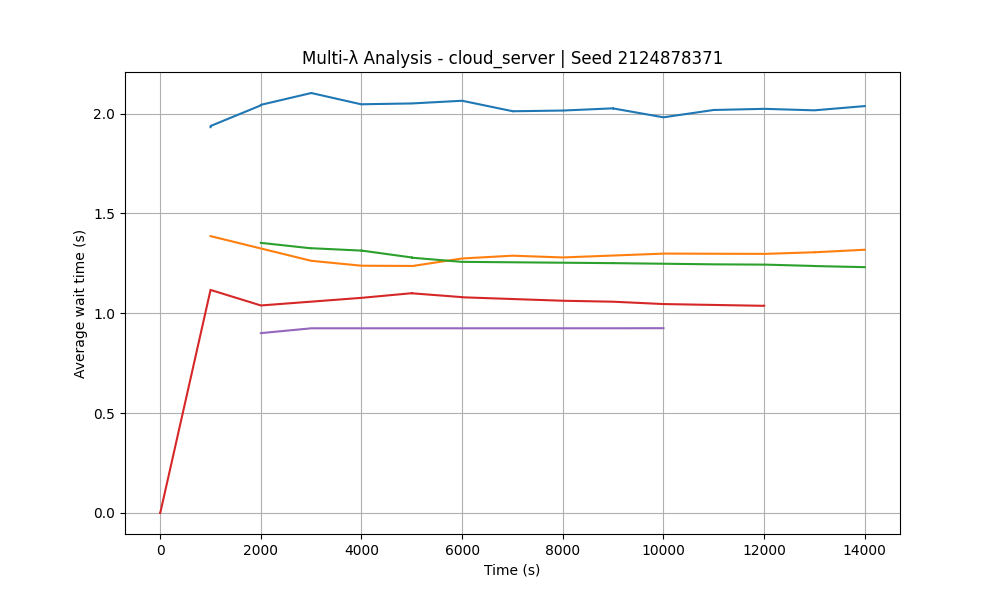 Multi-λ Analysis - cloud_server | Seed 2124878371
Average wait time (s)
2.0
1.5
1.0
0.5
0.0
0 2000 4000 6000 8000 10000 12000 14000
Time (s)